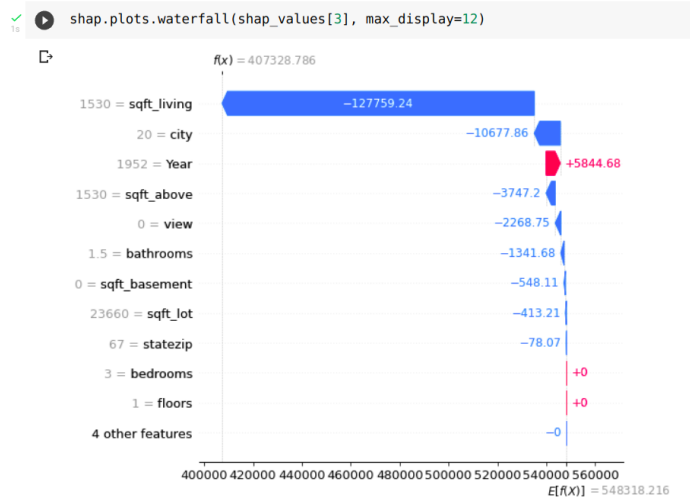 shap.plots.waterfall(shap_values[3], max_display=12)
1s
f(x) = 407328.786
1530 = sqft_living −127759.24
20 = city −10677.86
1952 = Year +5844.68
1530 = sqft_above −3747.2
0 = view −2268.75
1.5 = bathrooms −1341.68
0 = sqft_basement −548.11
23660 = sqft_lot −413.21
67 = statezip −78.07
3 = bedrooms +0
1 = floors +0
4 other features −0
400000 420000 440000 460000 480000 500000 520000 540000 560000
E[f(X)] = 548318.216